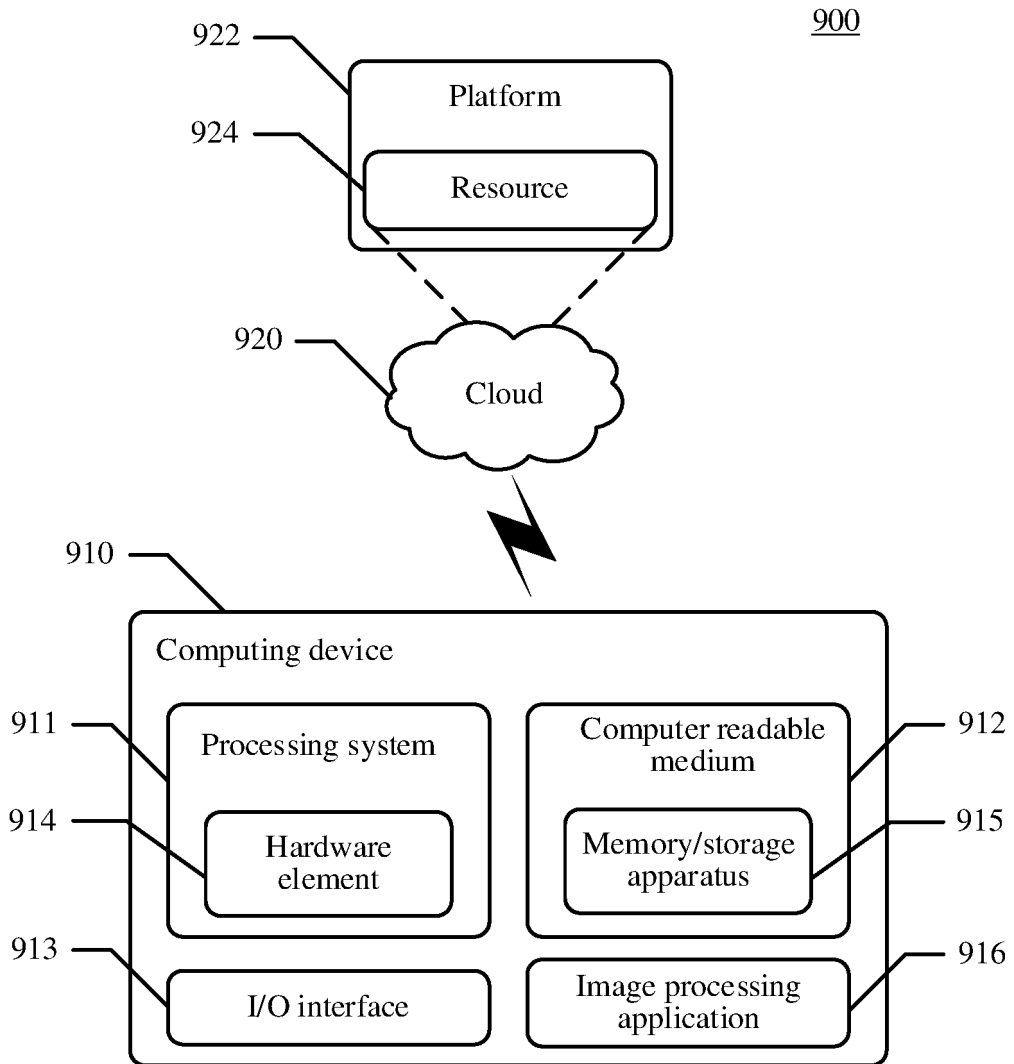 900
922
Platform
924
Resource
920
Cloud
910
Computing device
911
Processing system
914
Hardware
element
Computer readable
medium
912
Memory/storage
apparatus
915
913
I/O interface
Image processing
application
916